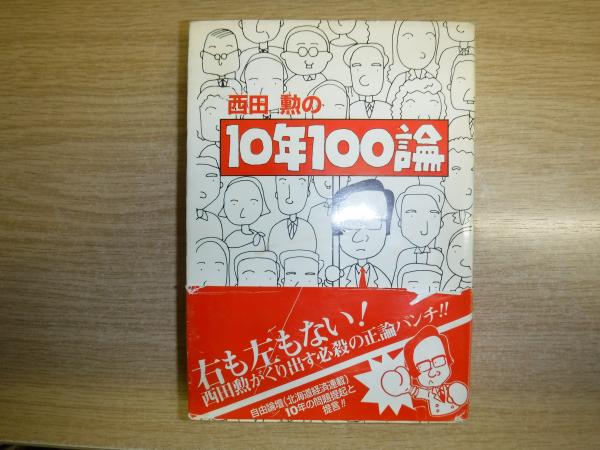 西田 勲の
10年100論
右も左もない!
西田勲がくり出す必殺の正論パンチ!!
自由論壇(北海道経済連載)
10年の問題提起と
提言!!